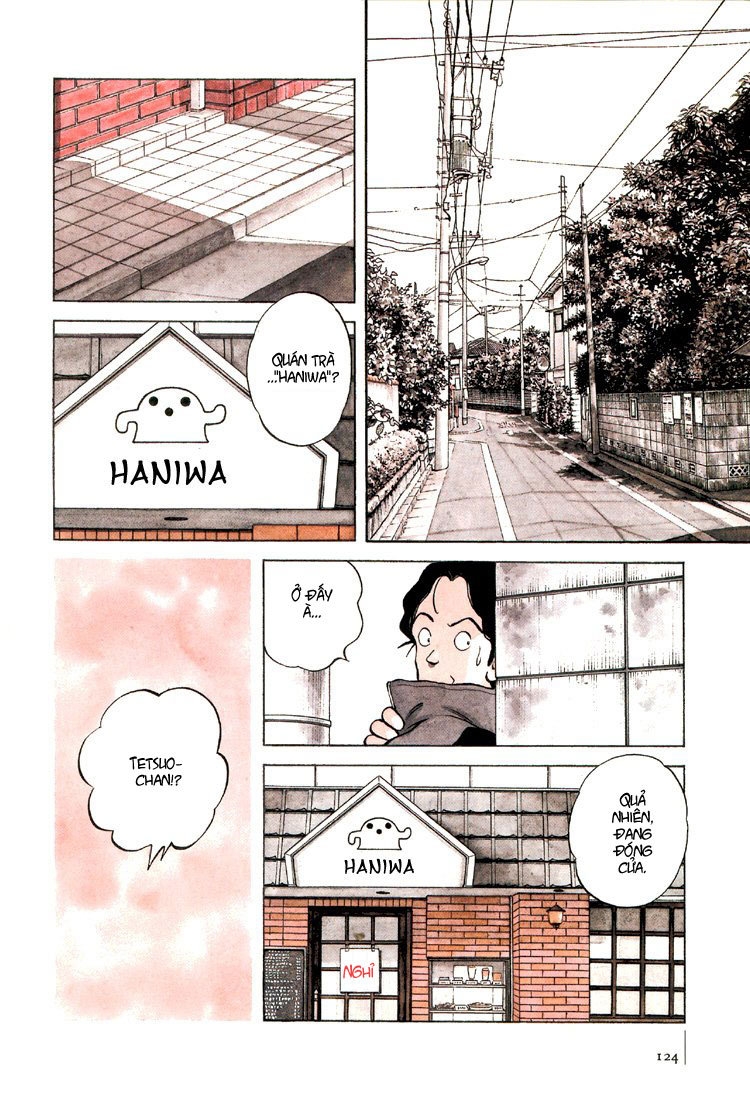 QUÁN TRÀ
..."HANIWA"?
HANIWA
Ở ĐẤY
À...
QUẢ
NHIÊN,
ĐANG
ĐÓNG
CỬA.
HANIWA
NGHỈ
TETSUO-
CHAN!?
124